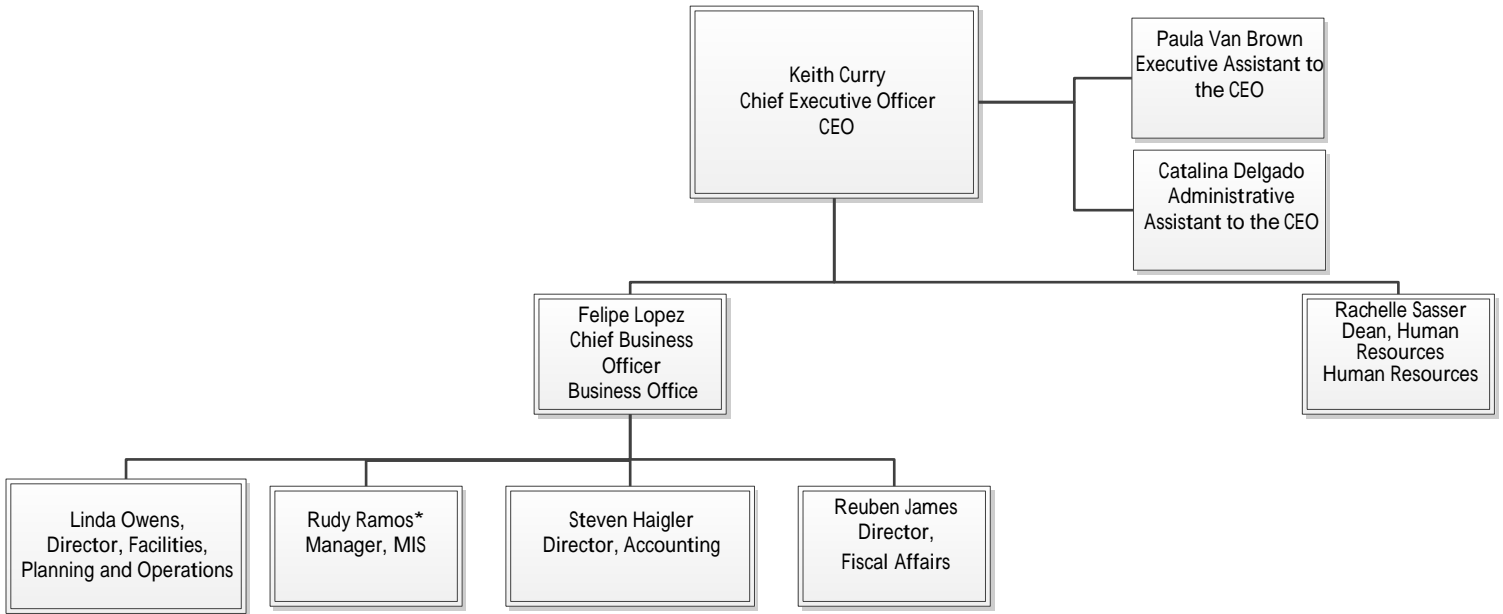 Keith Curry
Chief Executive Officer
CEO
Paula Van Brown
Executive Assistant to
the CEO
Catalina Delgado
Administrative
Assistant to the CEO
Felipe Lopez
Chief Business
Officer
Business Office
Rachelle Sasser
Dean, Human
Resources
Human Resources
Linda Owens,
Director, Facilities,
Planning and Operations
Rudy Ramos*
Manager, MIS
Steven Haigler
Director, Accounting
Reuben James
Director,
Fiscal Affairs